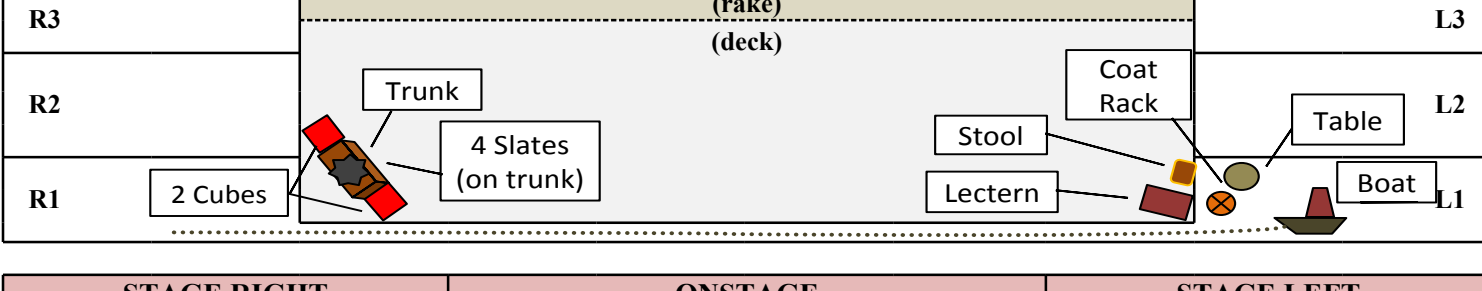 (rake)
R3
L3
(deck)
Coat
Rack
Trunk
R2
L2
Table
Stool
4 Slates
(on trunk)
Boat
2 Cubes
Lectern
R1
L1
STAGE RIGHT
ONSTAGE
STAGE LEFT